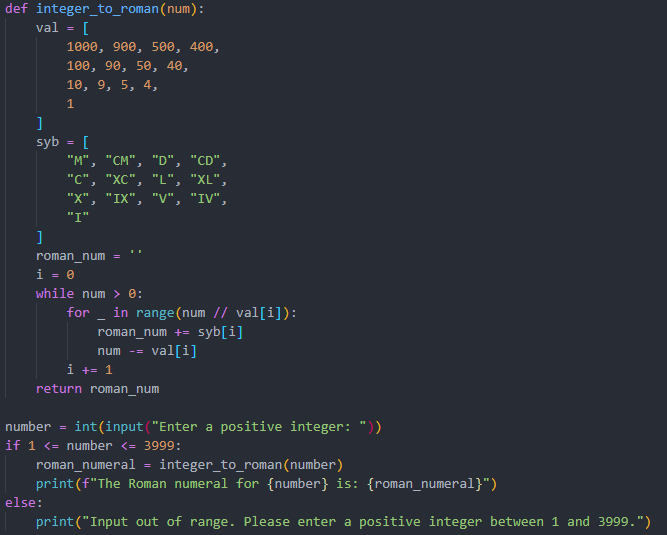 def integer_to_roman(num):
    val = [
        1000, 900, 500, 400,
        100, 90, 50, 40,
        10, 9, 5, 4,
        1
    ]
    syb = [
        "M", "CM", "D", "CD",
        "C", "XC", "L", "XL",
        "X", "IX", "V", "IV",
        "I"
    ]
    roman_num = ''
    i = 0
    while num > 0:
        for _ in range(num // val[i]):
            roman_num += syb[i]
            num -= val[i]
        i += 1
    return roman_num

number = int(input("Enter a positive integer: "))
if 1 <= number <= 3999:
    roman_numeral = integer_to_roman(number)
    print(f"The Roman numeral for {number} is: {roman_numeral}")
else:
    print("Input out of range. Please enter a positive integer between 1 and 3999.")